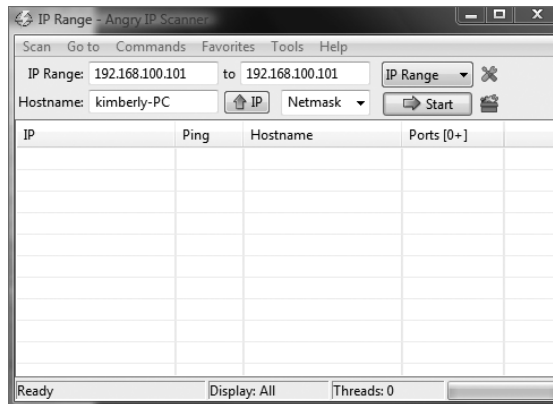 IP Range - Angry IP Scanner
Scan Go to Commands Favorites Tools Help
IP Range: 192.168.100.101 to 192.168.100.101 IP Range
Hostname: kimberly-PC IP Netmask Start
IP Ping Hostname Ports [0+]
Ready Display: All Threads: 0